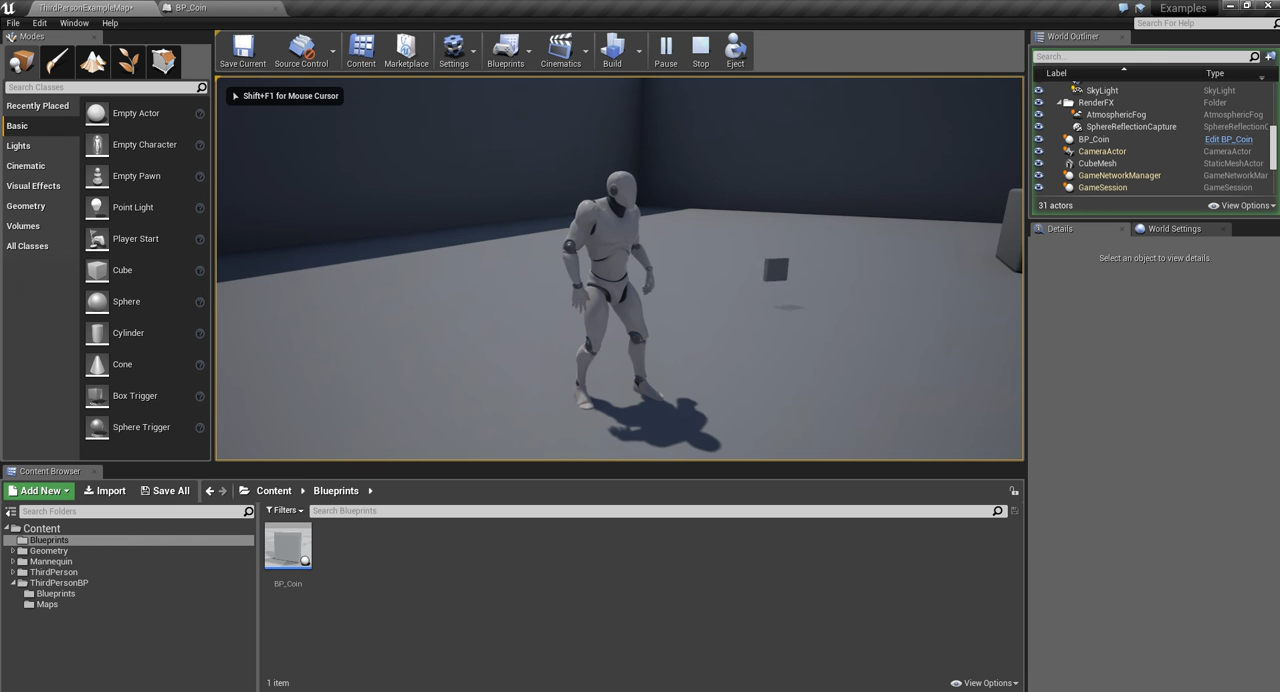 ThirdPersonExampleMap*
BP_Coin
Examples
File Edit Window Help
Search For Help
Modes
Search Classes
Recently Placed
Basic
Lights
Cinematic
Visual Effects
Geometry
Volumes
All Classes
Empty Actor
Empty Character
Empty Pawn
Point Light
Player Start
Cube
Sphere
Cylinder
Cone
Box Trigger
Sphere Trigger
Save Current Source Control Content Marketplace Settings Blueprints Cinematics Build Pause Stop Eject
Shift+F1 for Mouse Cursor
World Outliner
Search...
Label Type
SkyLight SkyLight
RenderFX Folder
AtmosphericFog AtmosphericFog
SphereReflectionCapture SphereReflectionC
BP_Coin Edit BP_Coin
CameraActor CameraActor
CubeMesh StaticMeshActor
GameNetworkManager GameNetworkMar
GameSession GameSession
31 actors View Options
Details World Settings
Select an object to view details.
Content Browser
Add New Import Save All Content Blueprints
Search Folders
Filters Search Blueprints
Content
Blueprints
Geometry
Mannequin
ThirdPerson
ThirdPersonBP
Blueprints
Maps
BP_Coin
1 item View Options